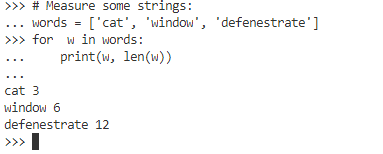 >>> # Measure some strings:
... words = ['cat', 'window', 'defenestrate']
>>> for  w in words:
...     print(w, len(w))
...
cat 3
window 6
defenestrate 12
>>>